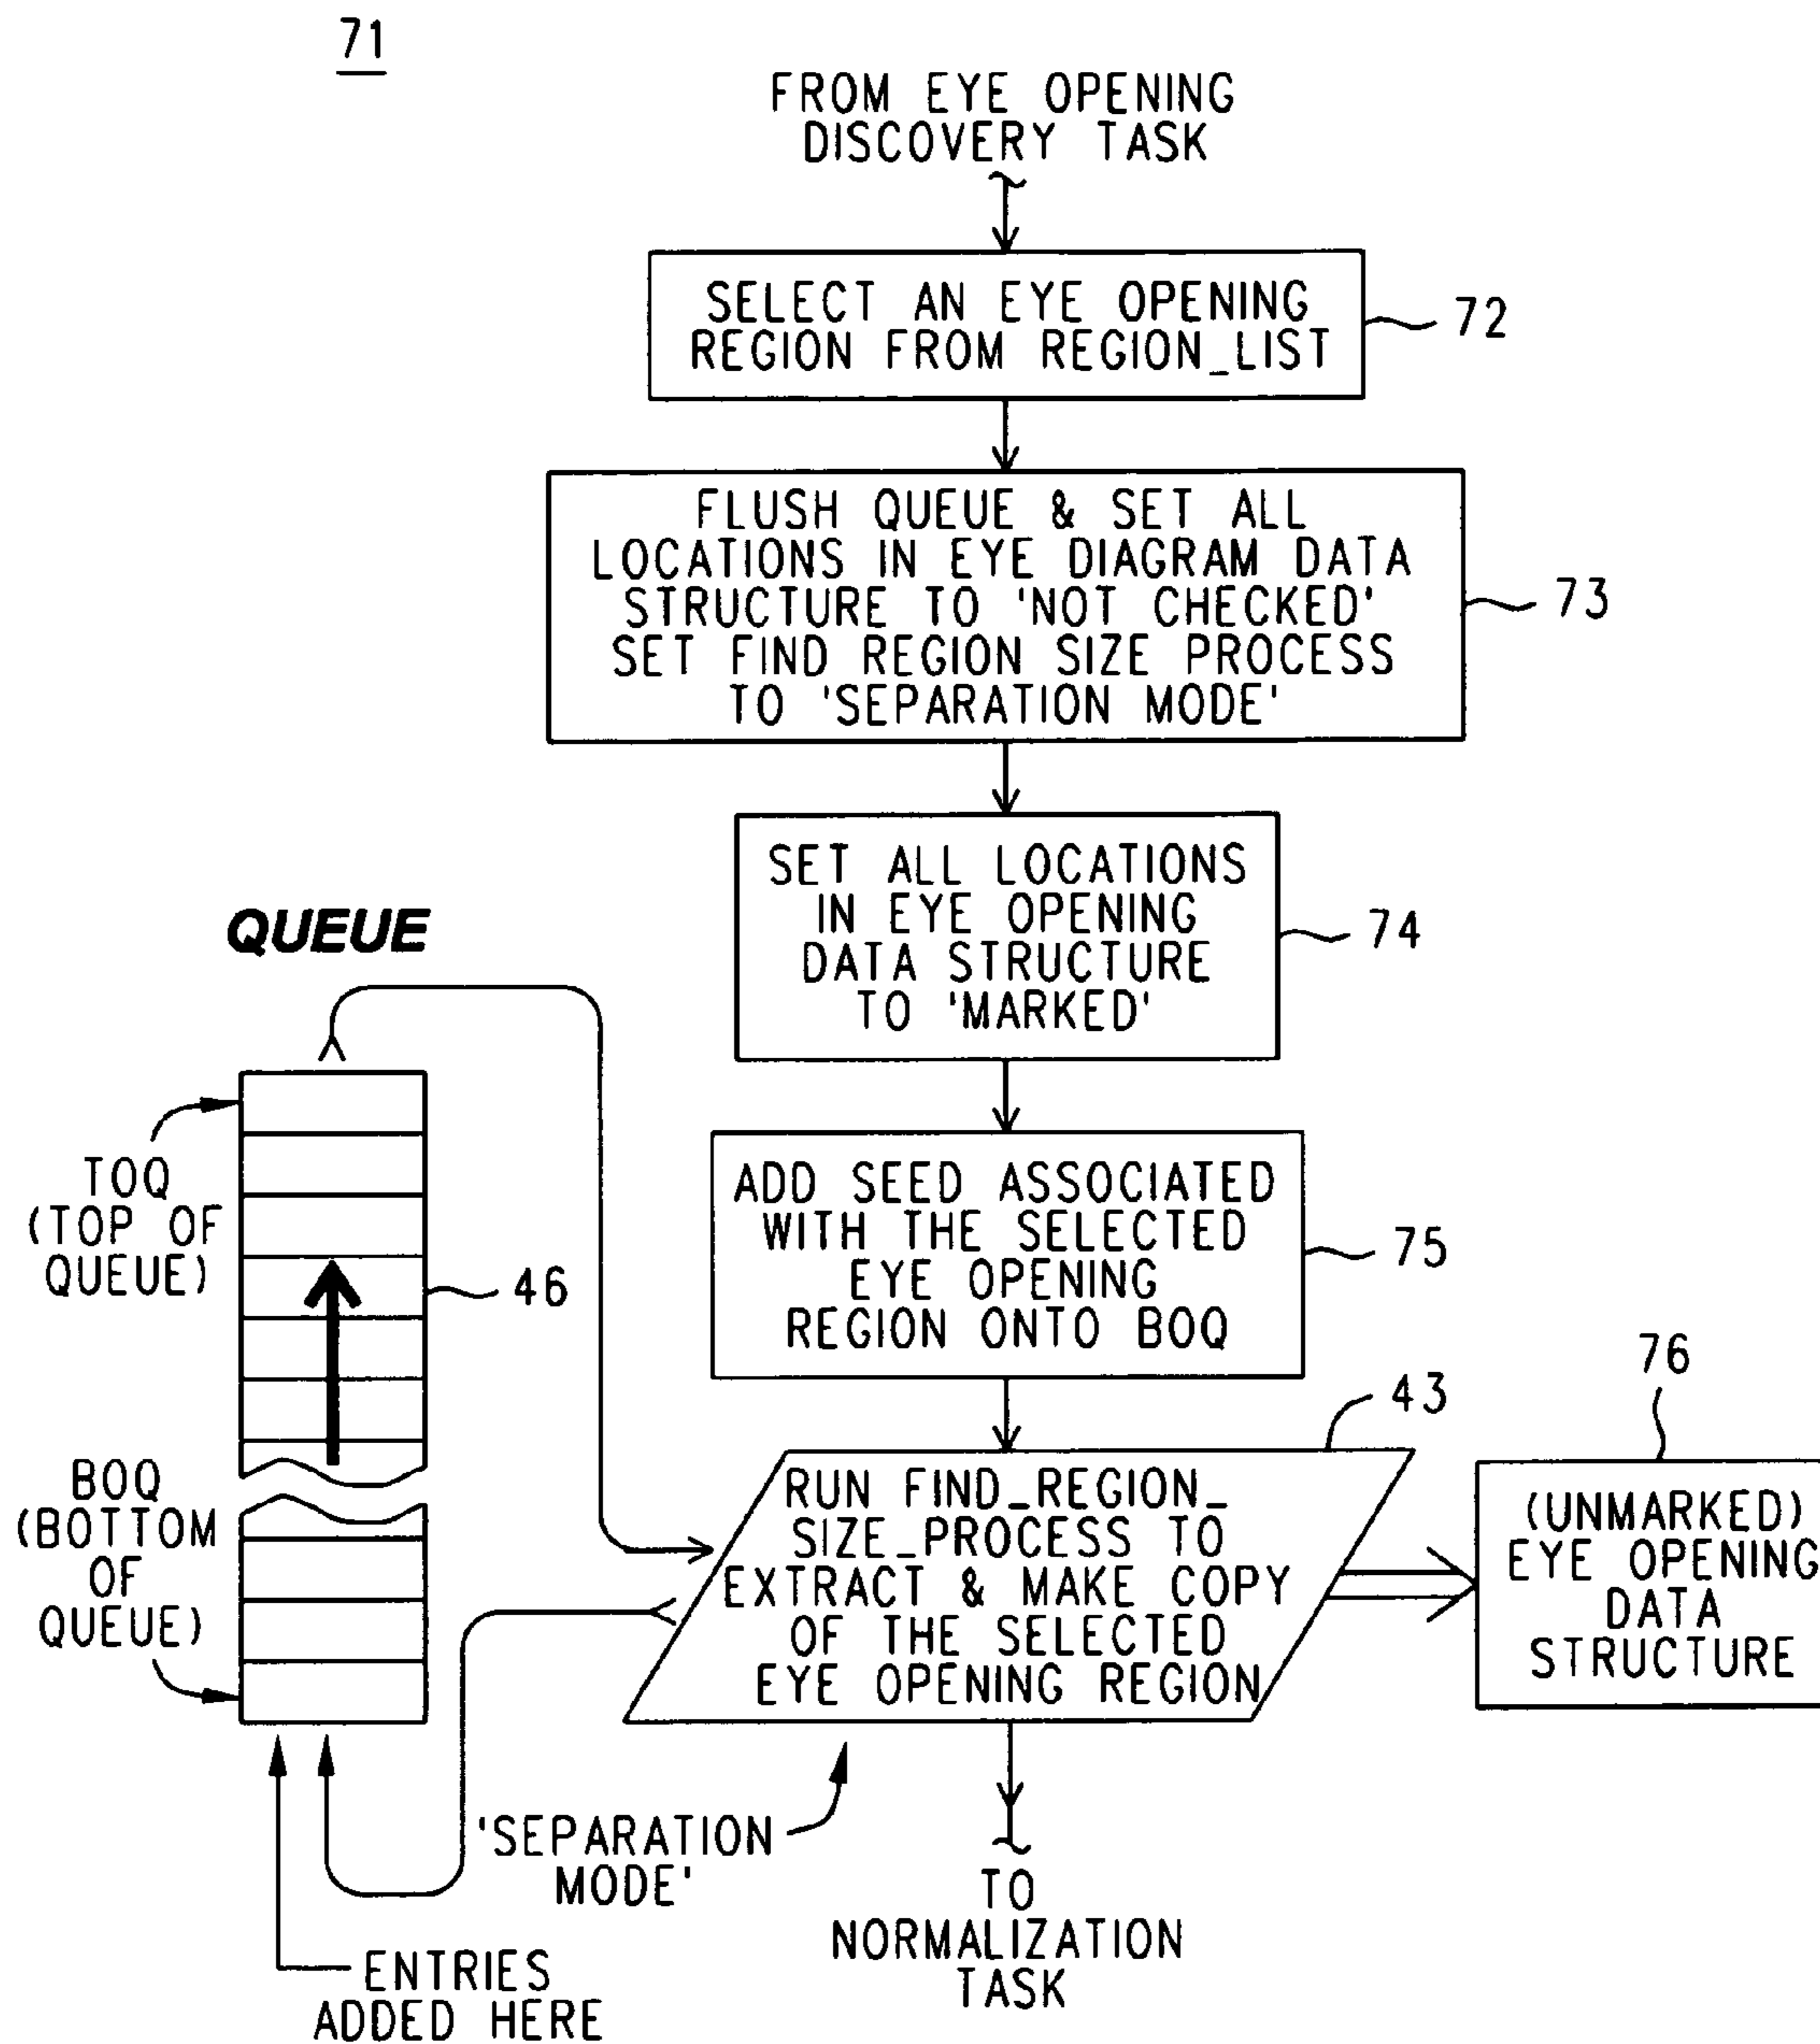 71
FROM EYE OPENING
DISCOVERY TASK
SELECT AN EYE OPENING
REGION FROM REGION_LIST
72
FLUSH QUEUE & SET ALL
LOCATIONS IN EYE DIAGRAM DATA
STRUCTURE TO 'NOT CHECKED'
SET FIND REGION SIZE PROCESS
TO 'SEPARATION MODE'
73
SET ALL LOCATIONS
IN EYE OPENING
DATA STRUCTURE
TO 'MARKED'
74
QUEUE
TOQ
(TOP OF
QUEUE)
46
ADD SEED ASSOCIATED
WITH THE SELECTED
EYE OPENING
REGION ONTO BOQ
75
BOQ
(BOTTOM
OF
QUEUE)
43
RUN FIND_REGION_
SIZE_PROCESS TO
EXTRACT & MAKE COPY
OF THE SELECTED
EYE OPENING REGION
76
(UNMARKED)
EYE OPENING
DATA
STRUCTURE
'SEPARATION
MODE'
TO
NORMALIZATION
TASK
ENTRIES
ADDED HERE